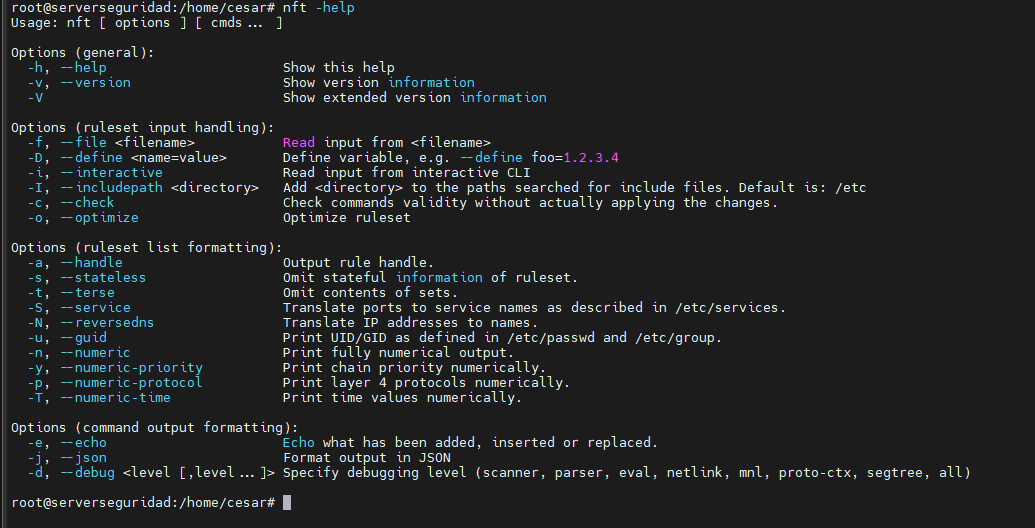 root@serverseguridad:/home/cesar# nft -help
Usage: nft [ options ] [ cmds... ]

Options (general):
  -h, --help                      Show this help
  -v, --version                   Show version information
  -V                              Show extended version information

Options (ruleset input handling):
  -f, --file <filename>           Read input from <filename>
  -D, --define <name=value>       Define variable, e.g. --define foo=1.2.3.4
  -i, --interactive               Read input from interactive CLI
  -I, --includepath <directory>   Add <directory> to the paths searched for include files. Default is: /etc
  -c, --check                     Check commands validity without actually applying the changes.
  -o, --optimize                  Optimize ruleset

Options (ruleset list formatting):
  -a, --handle                    Output rule handle.
  -s, --stateless                 Omit stateful information of ruleset.
  -t, --terse                     Omit contents of sets.
  -S, --service                   Translate ports to service names as described in /etc/services.
  -N, --reversedns                Translate IP addresses to names.
  -u, --guid                      Print UID/GID as defined in /etc/passwd and /etc/group.
  -n, --numeric                   Print fully numerical output.
  -y, --numeric-priority          Print chain priority numerically.
  -p, --numeric-protocol          Print layer 4 protocols numerically.
  -T, --numeric-time              Print time values numerically.

Options (command output formatting):
  -e, --echo                      Echo what has been added, inserted or replaced.
  -j, --json                      Format output in JSON
  -d, --debug <level [,level...]> Specify debugging level (scanner, parser, eval, netlink, mnl, proto-ctx, segtree, all)

root@serverseguridad:/home/cesar#